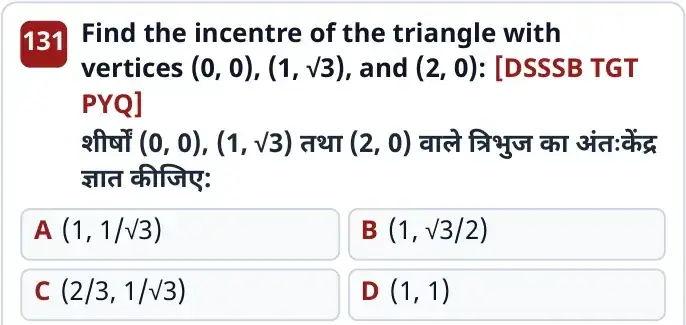 131 Find the incentre of the triangle with
vertices (0, 0), (1, √3), and (2, 0): [DSSSB TGT
PYQ]
शीर्षों (0, 0), (1, √3) तथा (2, 0) वाले त्रिभुज का अंतःकेंद्र
ज्ञात कीजिए:
A (1, 1/√3)
B (1, √3/2)
C (2/3, 1/√3)
D (1, 1)